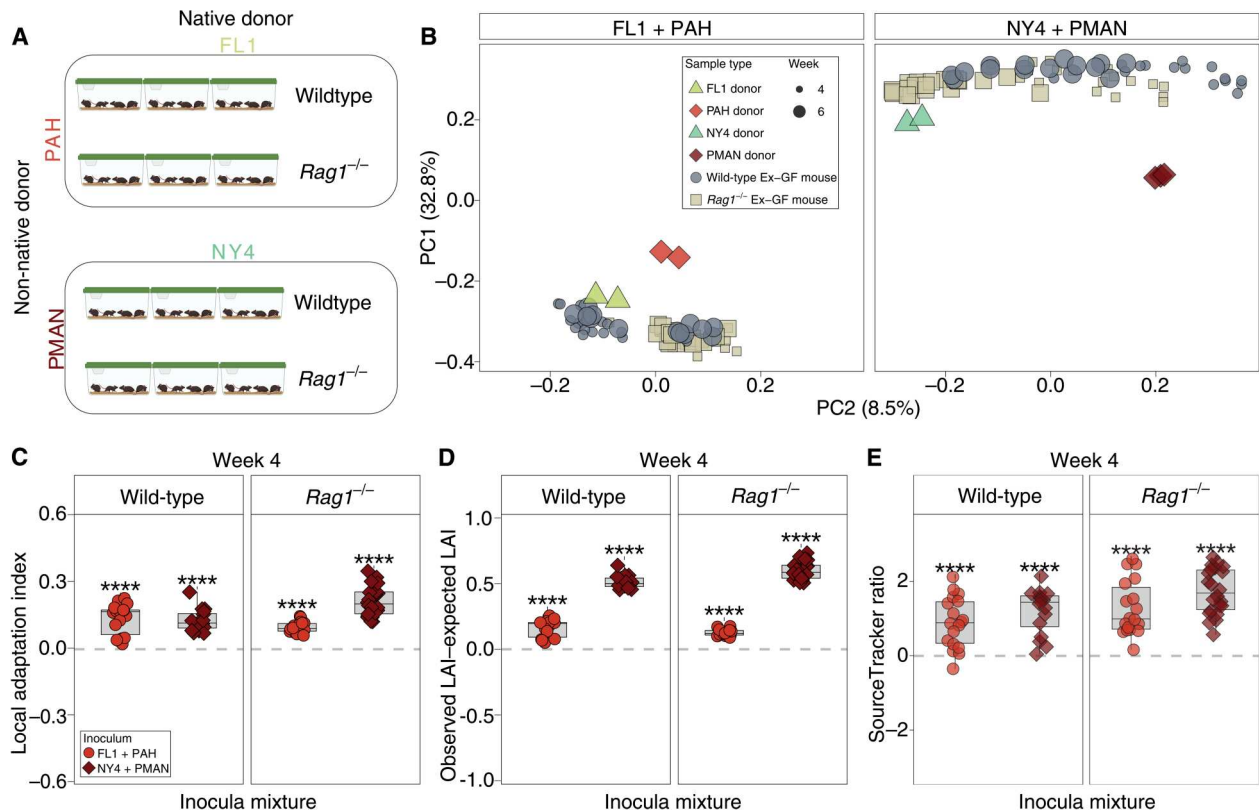 A
Native donor
FL1
Wildtype
Rag1–/–
PAH
Non-native donor
NY4
Wildtype
Rag1–/–
PMAN
B
FL1 + PAH
NY4 + PMAN
Sample type
Week
FL1 donor
4
PAH donor
6
NY4 donor
PMAN donor
Wild-type Ex–GF mouse
Rag1–/– Ex–GF mouse
PC1 (32.8%)
0.2
0.0
–0.2
–0.4
–0.2
0.0
0.2
–0.2
0.0
0.2
PC2 (8.5%)
C
Week 4
Wild-type
Rag1–/–
Local adaptation index
0.6
0.3
0.0
–0.3
–0.6
****
****
****
****
Inoculum
FL1 + PAH
NY4 + PMAN
Inocula mixture
D
Week 4
Wild-type
Rag1–/–
Observed LAI–expected LAI
1.0
0.5
0.0
-0.5
-1.0
****
****
****
****
Inocula mixture
E
Week 4
Wild-type
Rag1–/–
SourceTracker ratio
2
0
–2
****
****
****
****
Inocula mixture